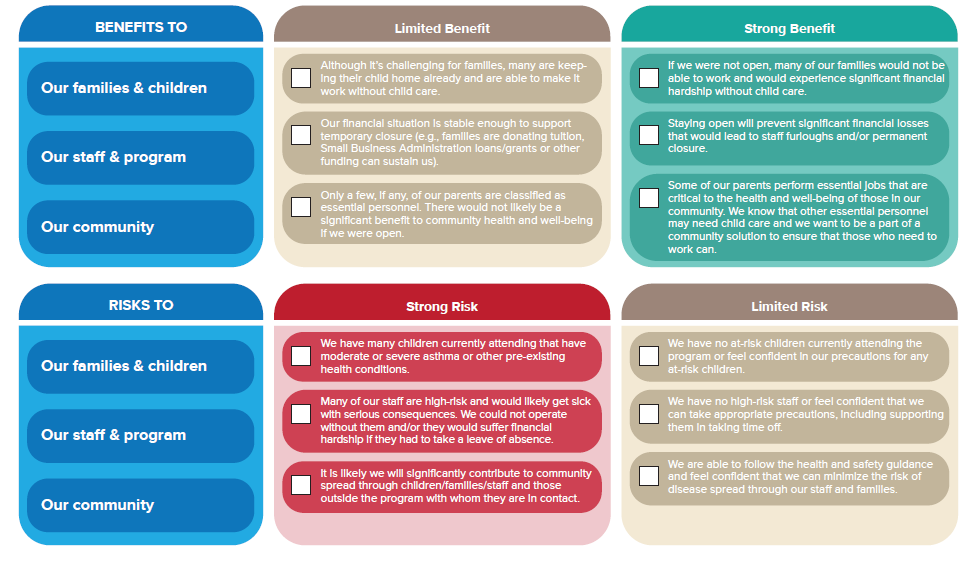 BENEFITS TO
Limited Benefit
Strong Benefit
Our families & children
Although it's challenging for families, many are keep-
ing their child home already and are able to make it
work without child care.
If we were not open, many of our families would not be
able to work and would experience significant financial
hardship without child care.
Our staff & program
Our financial situation is stable enough to support
temporary closure (e.g., families are donating tuition,
Small Business Administration loans/grants or other
funding can sustain us).
Staying open will prevent significant financial losses
that would lead to staff furloughs and/or permanent
closure.
Our community
Only a few, if any, of our parents are classified as
essential personnel. There would not likely be a
significant benefit to community health and well-being
if we were open.
Some of our parents perform essential jobs that are
critical to the health and well-being of those in our
community. We know that other essential personnel
may need child care and we want to be a part of a
community solution to ensure that those who need to
work can.
RISKS TO
Strong Risk
Limited Risk
Our families & children
We have many children currently attending that have
moderate or severe asthma or other pre-existing
health conditions.
We have no at-risk children currently attending the
program or feel confident in our precautions for any
at-risk children.
Our staff & program
Many of our staff are high-risk and would likely get sick
with serious consequences. We could not operate
without them and/or they would suffer financial
hardship if they had to take a leave of absence.
We have no high-risk staff or feel confident that we
can take appropriate precautions, including supporting
them in taking time off.
Our community
It is likely we will significantly contribute to community
spread through children/families/staff and those
outside the program with whom they are in contact.
We are able to follow the health and safety guidance
and feel confident that we can minimize the risk of
disease spread through our staff and families.